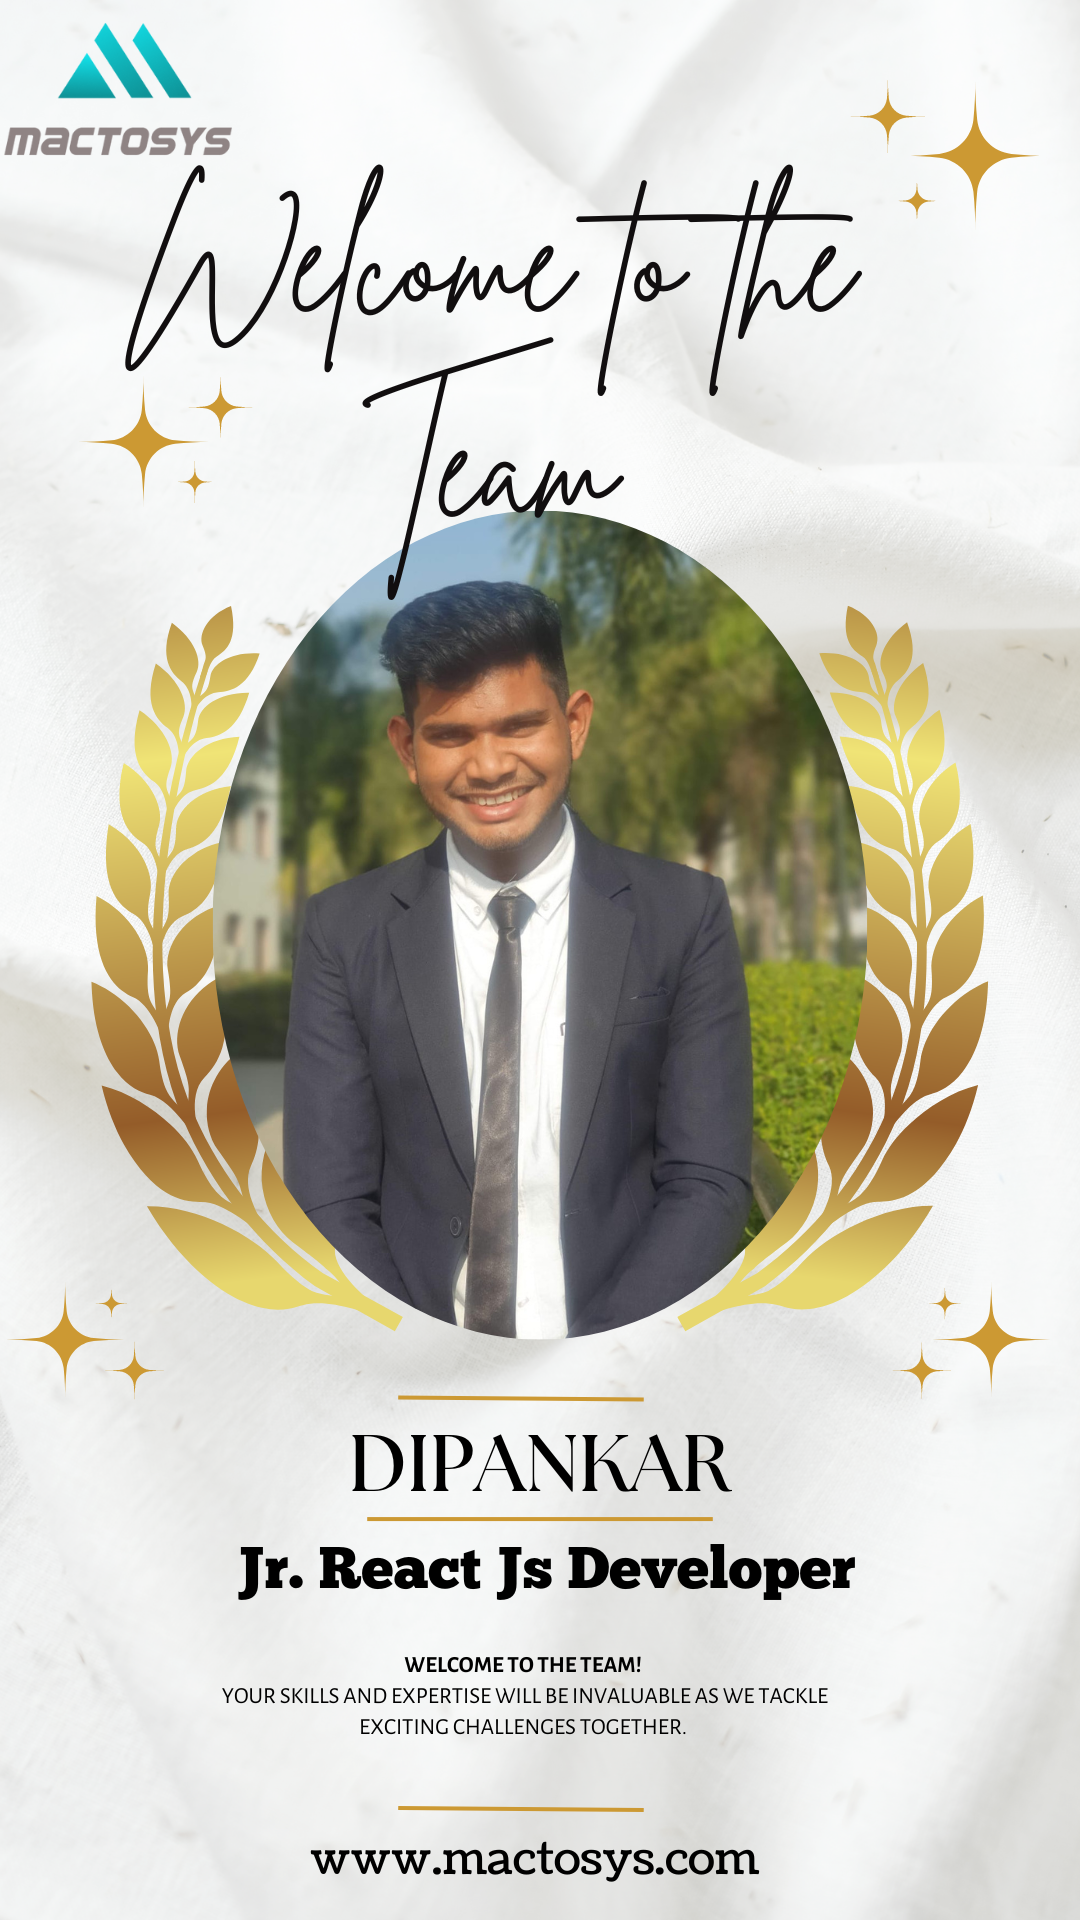 mactosys
Welcome to the
Team
DIPANKAR
Jr. React Js Developer
WELCOME TO THE TEAM!
YOUR SKILLS AND EXPERTISE WILL BE INVALUABLE AS WE TACKLE
EXCITING CHALLENGES TOGETHER.
www.mactosys.com